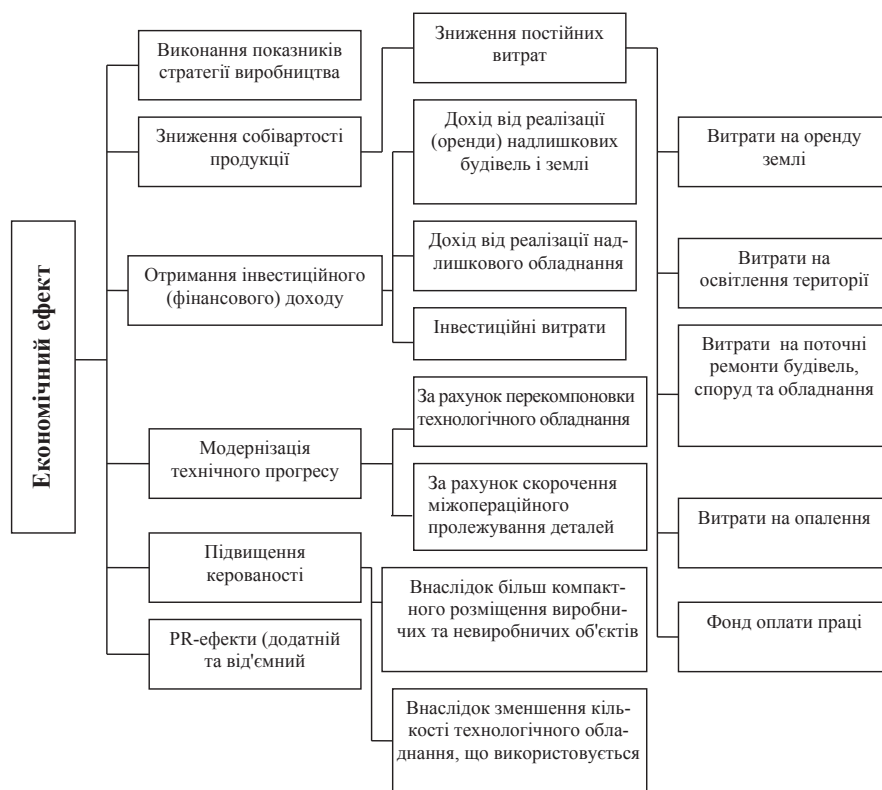 Економічний ефект
Виконання показників
стратегії виробництва
Зниження собівартості
продукції
Отримання інвестиційного
(фінансового) доходу
Модернізація
технічного прогресу
Підвищення
керованості
PR-ефекти (додатній
та від'ємний
Зниження постійних
витрат
Дохід від реалізації
(оренди) надлишкових
будівель і землі
Дохід від реалізації над-
лишкового обладнання
Інвестиційні витрати
За рахунок перекомпоновки
технологічного обладнання
За рахунок скорочення
міжопераційного
пролежування деталей
Внаслідок більш компакт-
ного розміщення виробни-
чих та невиробничих об'єктів
Внаслідок зменшення кіль-
кості технологічного обла-
днання, що використовується
Витрати на оренду
землі
Витрати на
освітлення території
Витрати на поточні
ремонти будівель,
споруд та обладнання
Витрати на опалення
Фонд оплати праці